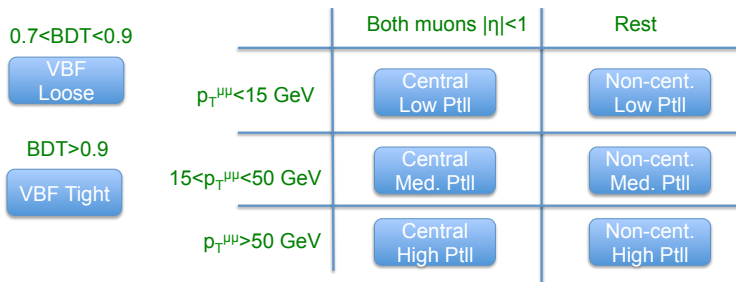 0.7<BDT<0.9
VBF
Loose
BDT>0.9
VBF Tight
Both muons |η|<1
Rest
pTμμ<15 GeV
Central
Low Ptll
Non-cent.
Low Ptll
15<pTμμ<50 GeV
Central
Med. Ptll
Non-cent.
Med. Ptll
pTμμ>50 GeV
Central
High Ptll
Non-cent.
High Ptll